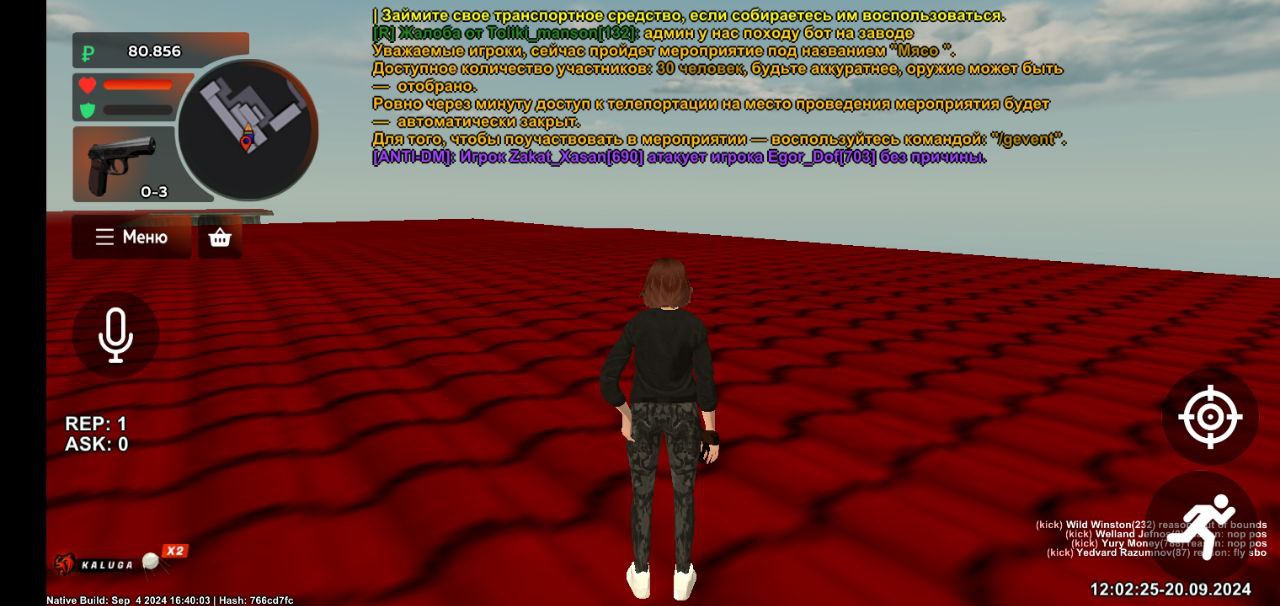 | Займите свое транспортное средство, если собираетесь им воспользоваться.
[R] Жалоба от Toliki_manson[132]: админ у нас походу бот на заводе
Уважаемые игроки, сейчас пройдет мероприятие под названием "Мясо ".
Доступное количество участников: 30 человек, будьте аккуратнее, оружие может быть
— отобрано.
Ровно через минуту доступ к телепортации на место проведения мероприятия будет
— автоматически закрыт.
Для того, чтобы поучаствовать в мероприятии — воспользуйтесь командой: "/gevent".
[ANTI-DM]: Игрок Zakat_Xasan[690] атакует игрока Egor_Dof[703] без причины.
₽ 80.856
0-3
Меню
REP: 1
ASK: 0
(kick) Wild Winston(232) reason: out of bounds
(kick) Welland
nop pos
(kick) Yury Money
reason: nop pos
(kick) Yedvard Razumnov(87) reason: fly sbo
X2
KALUGA
12:02:25-20.09.2024
Native Build: Sep 4 2024 16:40:03 | Hash: 766cd7fc